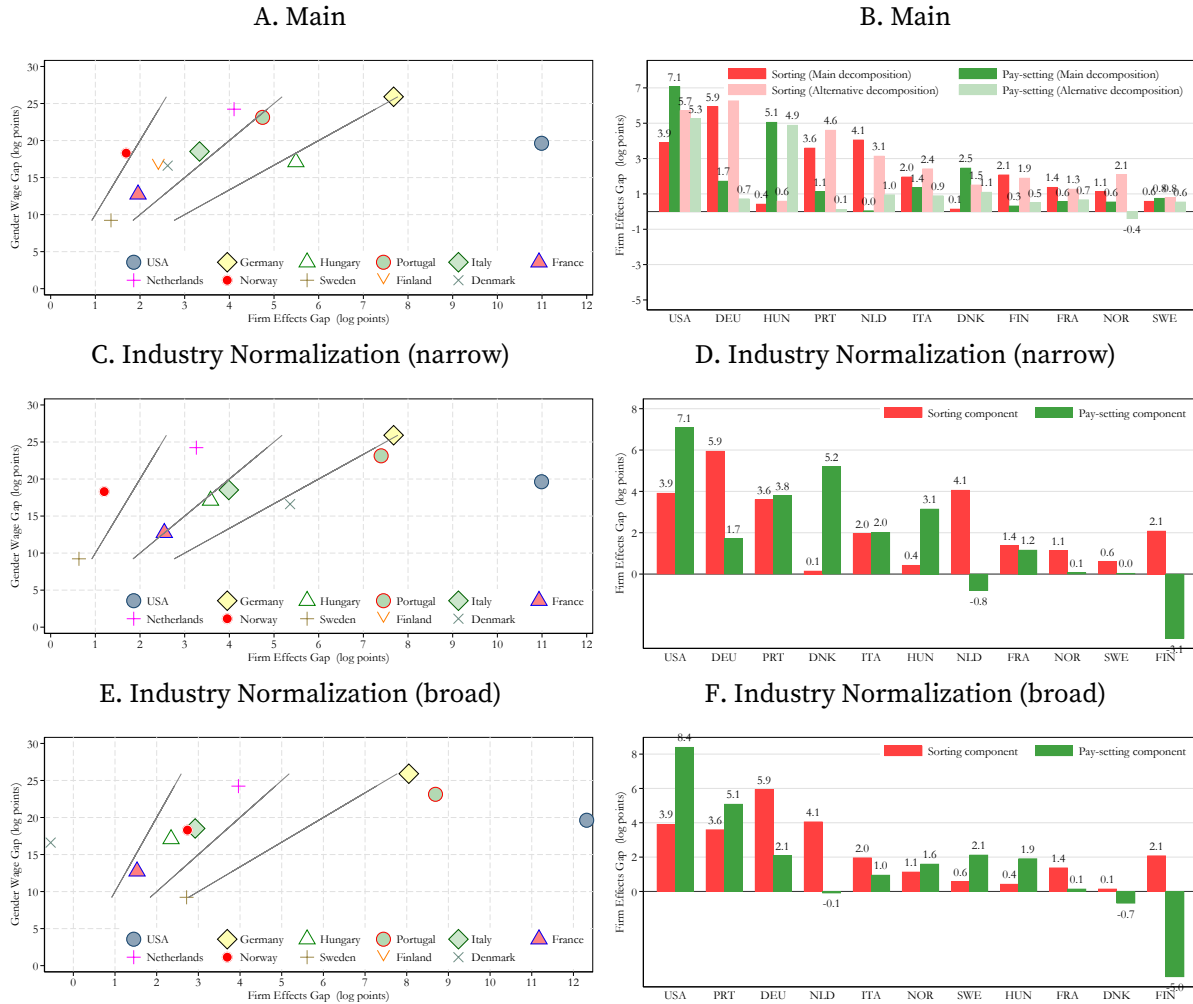 A. Main
Gender Wage Gap (log points)
30
25
20
15
10
5
0
USA
Germany
Hungary
Portugal
Italy
France
Netherlands
Norway
Sweden
Finland
Denmark
0 1 2 3 4 5 6 7 8 9 10 11 12
Firm Effects Gap (log points)
B. Main
Firm Effects Gap (log points)
7
5
3
1
-1
-3
-5
Sorting (Main decomposition)
Pay-setting (Main decomposition)
Sorting (Alternative decomposition)
Pay-setting (Alernative decomposition)
3.9 7.1 5.7 5.3
5.9 1.7 0.7
0.4 5.1 0.6 4.9
3.6 1.1 4.6 0.1
4.1 0.0 3.1 1.0
2.0 1.4 2.4 0.9
0.1 2.5 1.5 1.1
2.1 0.3 1.9 0.5
1.4 0.6 1.3 0.7
1.1 0.6 2.1 -0.4
0.6 0.8 0.8 0.6
USA DEU HUN PRT NLD ITA DNK FIN FRA NOR SWE
C. Industry Normalization (narrow)
Gender Wage Gap (log points)
30
25
20
15
10
5
0
USA
Germany
Hungary
Portugal
Italy
France
Netherlands
Norway
Sweden
Finland
Denmark
0 1 2 3 4 5 6 7 8 9 10 11 12
Firm Effects Gap (log points)
D. Industry Normalization (narrow)
Firm Effects Gap (log points)
8
6
4
2
0
Sorting component
Pay-setting component
3.9 7.1
5.9 1.7
3.6 3.8
0.1 5.2
2.0 2.0
0.4 3.1
4.1 -0.8
1.4 1.2
1.1 0.1
0.6 0.0
2.1 -3.1
USA DEU PRT DNK ITA HUN NLD FRA NOR SWE FIN
E. Industry Normalization (broad)
Gender Wage Gap (log points)
30
25
20
15
10
5
0
USA
Germany
Hungary
Portugal
Italy
France
Netherlands
Norway
Sweden
Finland
Denmark
0 1 2 3 4 5 6 7 8 9 10 11 12
Firm Effects Gap (log points)
F. Industry Normalization (broad)
Firm Effects Gap (log points)
8
6
4
2
0
Sorting component
Pay-setting component
3.9 8.4
3.6 5.1
5.9 2.1
4.1 -0.1
2.0 1.0
1.1 1.6
0.6 2.1
0.4 1.9
1.4 0.1
0.1 -0.7
2.1 -5.0
USA PRT DEU NLD ITA NOR SWE HUN FRA DNK FIN